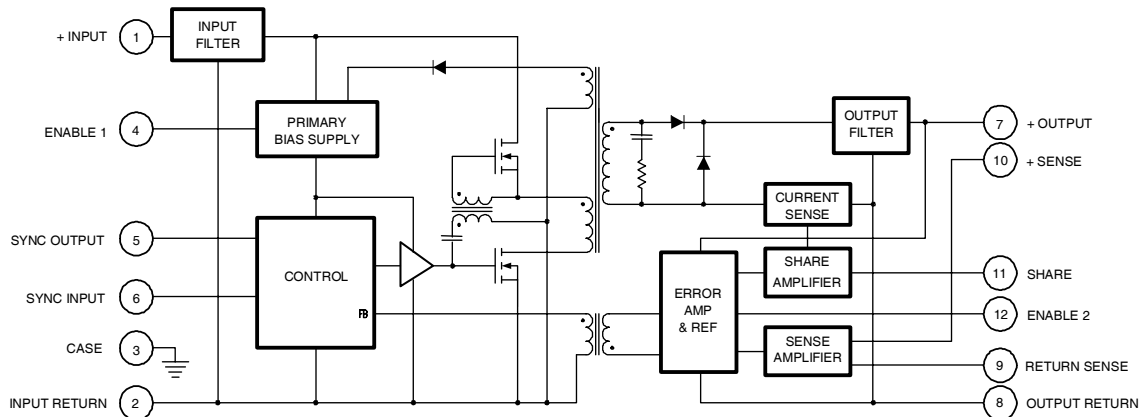 + INPUT
1
INPUT
FILTER
ENABLE 1
4
PRIMARY
BIAS SUPPLY
SYNC OUTPUT
5
SYNC INPUT
6
CONTROL
FB
CASE
3
INPUT RETURN
2
OUTPUT
FILTER
7
+ OUTPUT
10
+ SENSE
CURRENT
SENSE
SHARE
AMPLIFIER
11
SHARE
ERROR
AMP
& REF
12
ENABLE 2
SENSE
AMPLIFIER
9
RETURN SENSE
8
OUTPUT RETURN